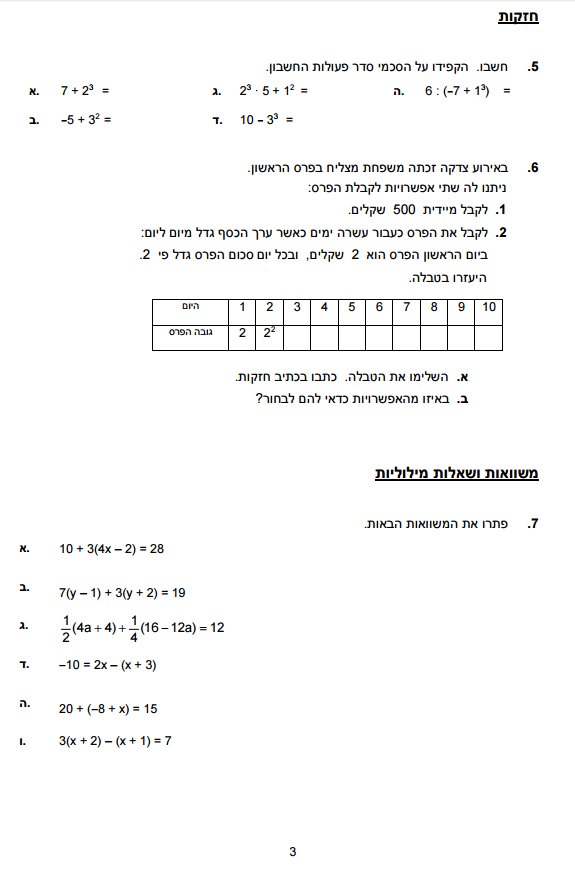 חזקות
5. חשבו. הקפידו על הסכמי סדר פעולות החשבון.
א. 7 + 2³ = ג. 2³ · 5 + 1² = ה. 6 : (–7 + 1³) =
ב. –5 + 3² = ד. 10 – 3³ =
6. באירוע צדקה זכתה משפחת מצליח בפרס הראשון.
ניתנו לה שתי אפשרויות לקבלת הפרס:
1. לקבל מיידית 500 שקלים.
2. לקבל את הפרס כעבור עשרה ימים כאשר ערך הכסף גדל מיום ליום:
ביום הראשון הפרס הוא 2 שקלים, ובכל יום סכום הפרס גדל פי 2.
היעזרו בטבלה.
היום 1 2 3 4 5 6 7 8 9 10
גובה הפרס 2 2²
א. השלימו את הטבלה. כתבו בכתיב חזקות.
ב. באיזו מהאפשרויות כדאי להם לבחור?
משוואות ושאלות מילוליות
7. פתרו את המשוואות הבאות.
א. 10 + 3(4x – 2) = 28
ב. 7(y – 1) + 3(y + 2) = 19
ג. 1/2(4a + 4) + 1/4(16 – 12a) = 12
ד. –10 = 2x – (x + 3)
ה. 20 + (–8 + x) = 15
ו. 3(x + 2) – (x + 1) = 7
3